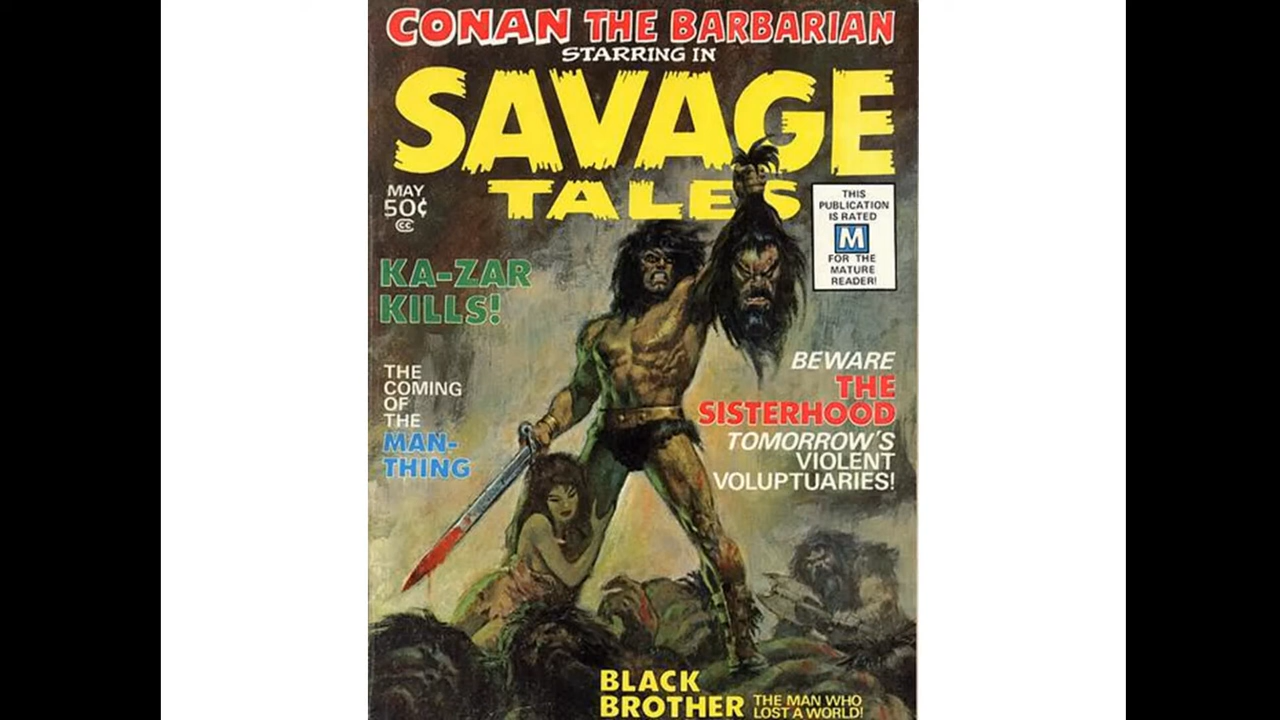 CONAN THE BARBARIAN
STARRING IN
SAVAGE
TALES
MAY
50¢
CC
THIS
PUBLICATION
IS RATED
M
FOR THE
MATURE
READER!
KA-ZAR
KILLS!
THE
COMING
OF
THE
MAN-
THING
BEWARE
THE
SISTERHOOD
TOMORROW'S
VIOLENT
VOLUPTUARIES!
BLACK
BROTHER
THE MAN WHO
LOST A WORLD!